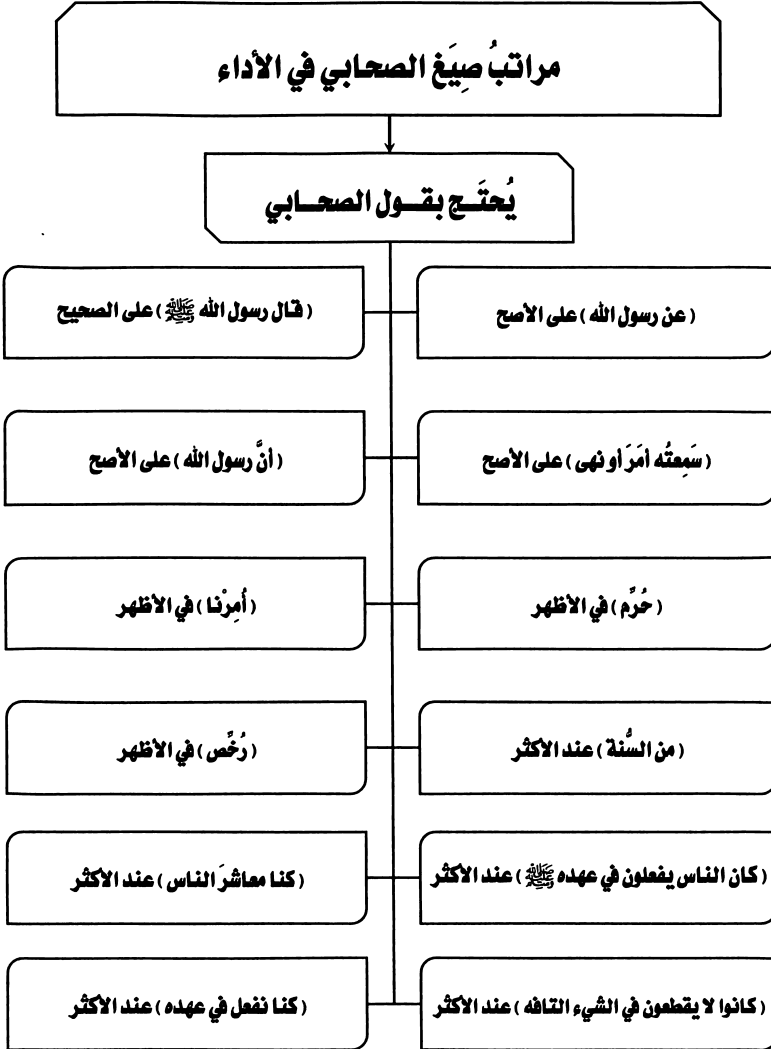 مراتبُ صِيَغ الصحابي في الأداء
يُحتَـج بقـول الصحـابي
( عن رسول الله ) على الأصح
( قال رسول الله ﷺ ) على الصحيح
( سَمِعتُه أمَرَ أو نهى ) على الأصح
( أنَّ رسول الله ) على الأصح
( حُرِّم ) في الأظهر
( أُمِرْنا ) في الأظهر
( من السُّنة ) عند الأكثر
( رُخِّص ) في الأظهر
( كان الناس يفعلون في عهده ﷺ ) عند الأكثر
( كنا معاشرَ الناس ) عند الأكثر
( كانوا لا يقطعون في الشيء التافه ) عند الأكثر
( كنا نفعل في عهده ) عند الأكثر